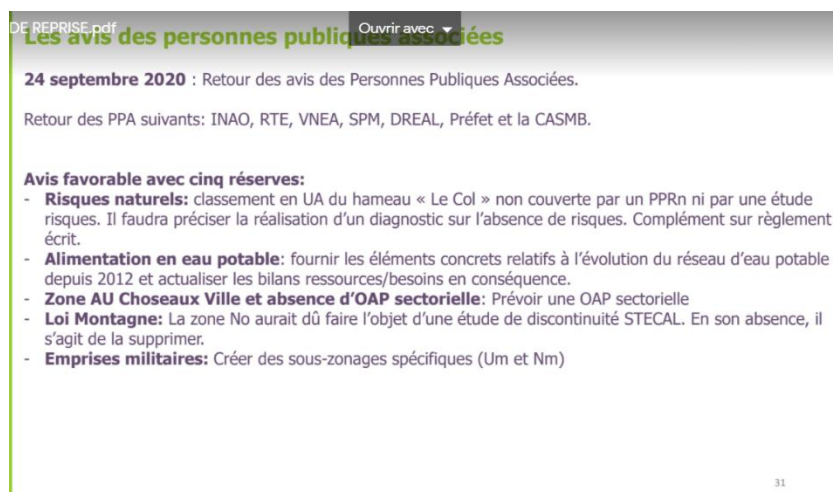 DE REPRISE.pdf
Ouvrir avec
Les avis des personnes publiques associées
24 septembre 2020 : Retour des avis des Personnes Publiques Associées.
Retour des PPA suivants: INAO, RTE, VNEA, SPM, DREAL, Préfet et la CASMB.
Avis favorable avec cinq réserves:
- Risques naturels: classement en UA du hameau « Le Col » non couverte par un PPRn ni par une étude
risques. Il faudra préciser la réalisation d'un diagnostic sur l'absence de risques. Complément sur règlement
écrit.
- Alimentation en eau potable: fournir les éléments concrets relatifs à l'évolution du réseau d'eau potable
depuis 2012 et actualiser les bilans ressources/besoins en conséquence.
- Zone AU Choseaux Ville et absence d'OAP sectorielle: Prévoir une OAP sectorielle
- Loi Montagne: La zone No aurait dû faire l'objet d'une étude de discontinuité STECAL. En son absence, il
s'agit de la supprimer.
- Emprises militaires: Créer des sous-zonages spécifiques (Um et Nm)
31